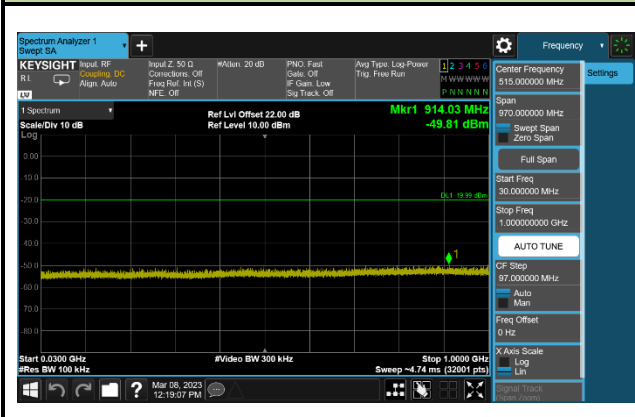 Spectrum Analyzer 1
Swept SA
Frequency
KEYSIGHT
Input: RF
Coupling: DC
Align: Auto
Input Z: 50 Ω
Corrections: Off
Freq Ref: Int (S)
NFE: Off
#Atten: 20 dB
PNO: Fast
Gate: Off
IF Gain: Low
Sig Track: Off
Avg Type: Log-Power
Trig: Free Run
1 2 3 4 5 6
M W W W W W
P N N N N N
RL
LW
1 Spectrum
Scale/Div 10 dB
Log
Ref Lvl Offset 22.00 dB
Ref Level 10.00 dBm
Mkr1 914.03 MHz
-49.81 dBm
0.00
-10.0
-20.0
-30.0
-40.0
-50.0
-60.0
-70.0
-80.0
DL1 -19.99 dBm
1
Start 0.0300 GHz
#Res BW 100 kHz
#Video BW 300 kHz
Stop 1.0000 GHz
Sweep ~4.74 ms (32001 pts)
Mar 08, 2023
12:19:07 PM
?
Center Frequency
515.000000 MHz
Settings
Span
970.000000 MHz
Swept Span
Zero Span
Full Span
Start Freq
30.000000 MHz
Stop Freq
1.000000000 GHz
AUTO TUNE
CF Step
97.000000 MHz
Auto
Man
Freq Offset
0 Hz
X Axis Scale
Log
Lin
Signal Track
(Span Zoom)